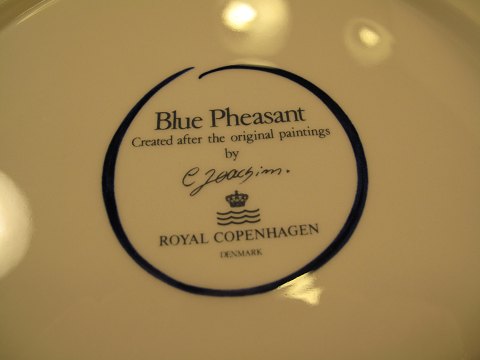 Blue Pheasant
Created after the original paintings
by
C Joachim.
ROYAL COPENHAGEN
DENMARK